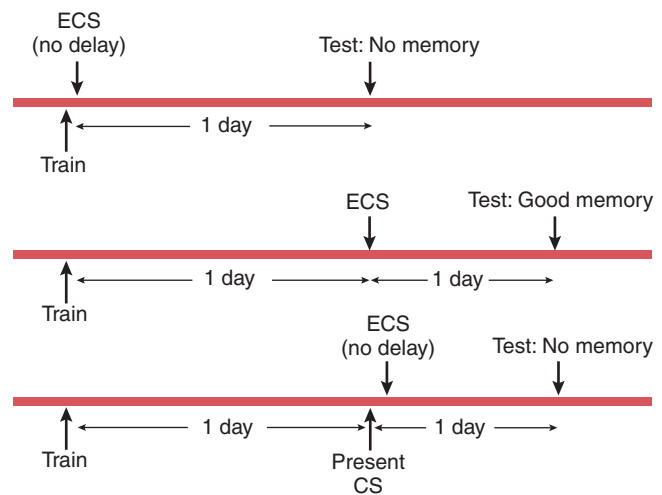 ECS
(no delay)
Test: No memory
1 day
Train
ECS
Test: Good memory
1 day
1 day
Train
ECS
(no delay)
Test: No memory
1 day
1 day
Train
Present
CS